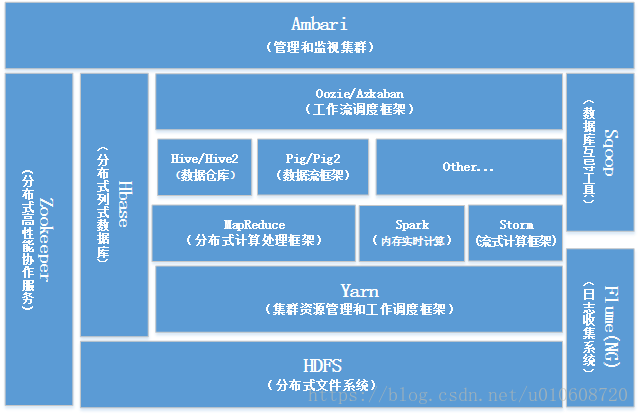 Ambari
（管理和监视集群）
Zookeeper
（分布式高性能协作服务）
Hbase
（分布式列式数据库）
Oozie/Azkaban
（工作流调度框架）
Sqoop
（数据库互导工具）
Hive/Hive2
（数据仓库）
Pig/Pig2
（数据流框架）
Other...
MapReduce
（分布式计算处理框架）
Spark
（内存实时计算）
Storm
（流式计算框架）
Yarn
（集群资源管理和工作调度框架）
Flume(NG)
（日志收集系统）
HDFS
（分布式文件系统）
https://blog.csdn.net/u010608720